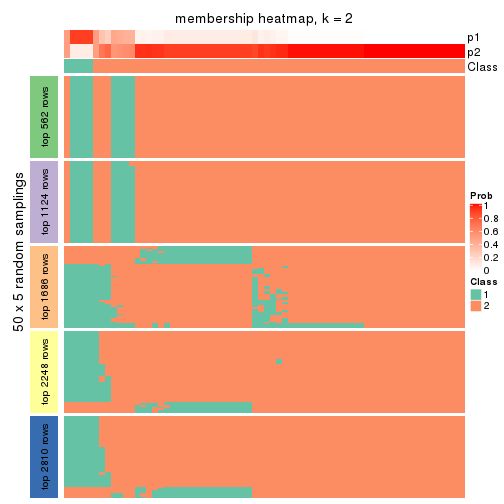 membership heatmap, k = 2
p1
p2
Class
50 x 5 random samplings
top 562 rows
top 1124 rows
top 1686 rows
top 2248 rows
top 2810 rows
Prob
1
0.8
0.6
0.4
0.2
0
Class
1
2